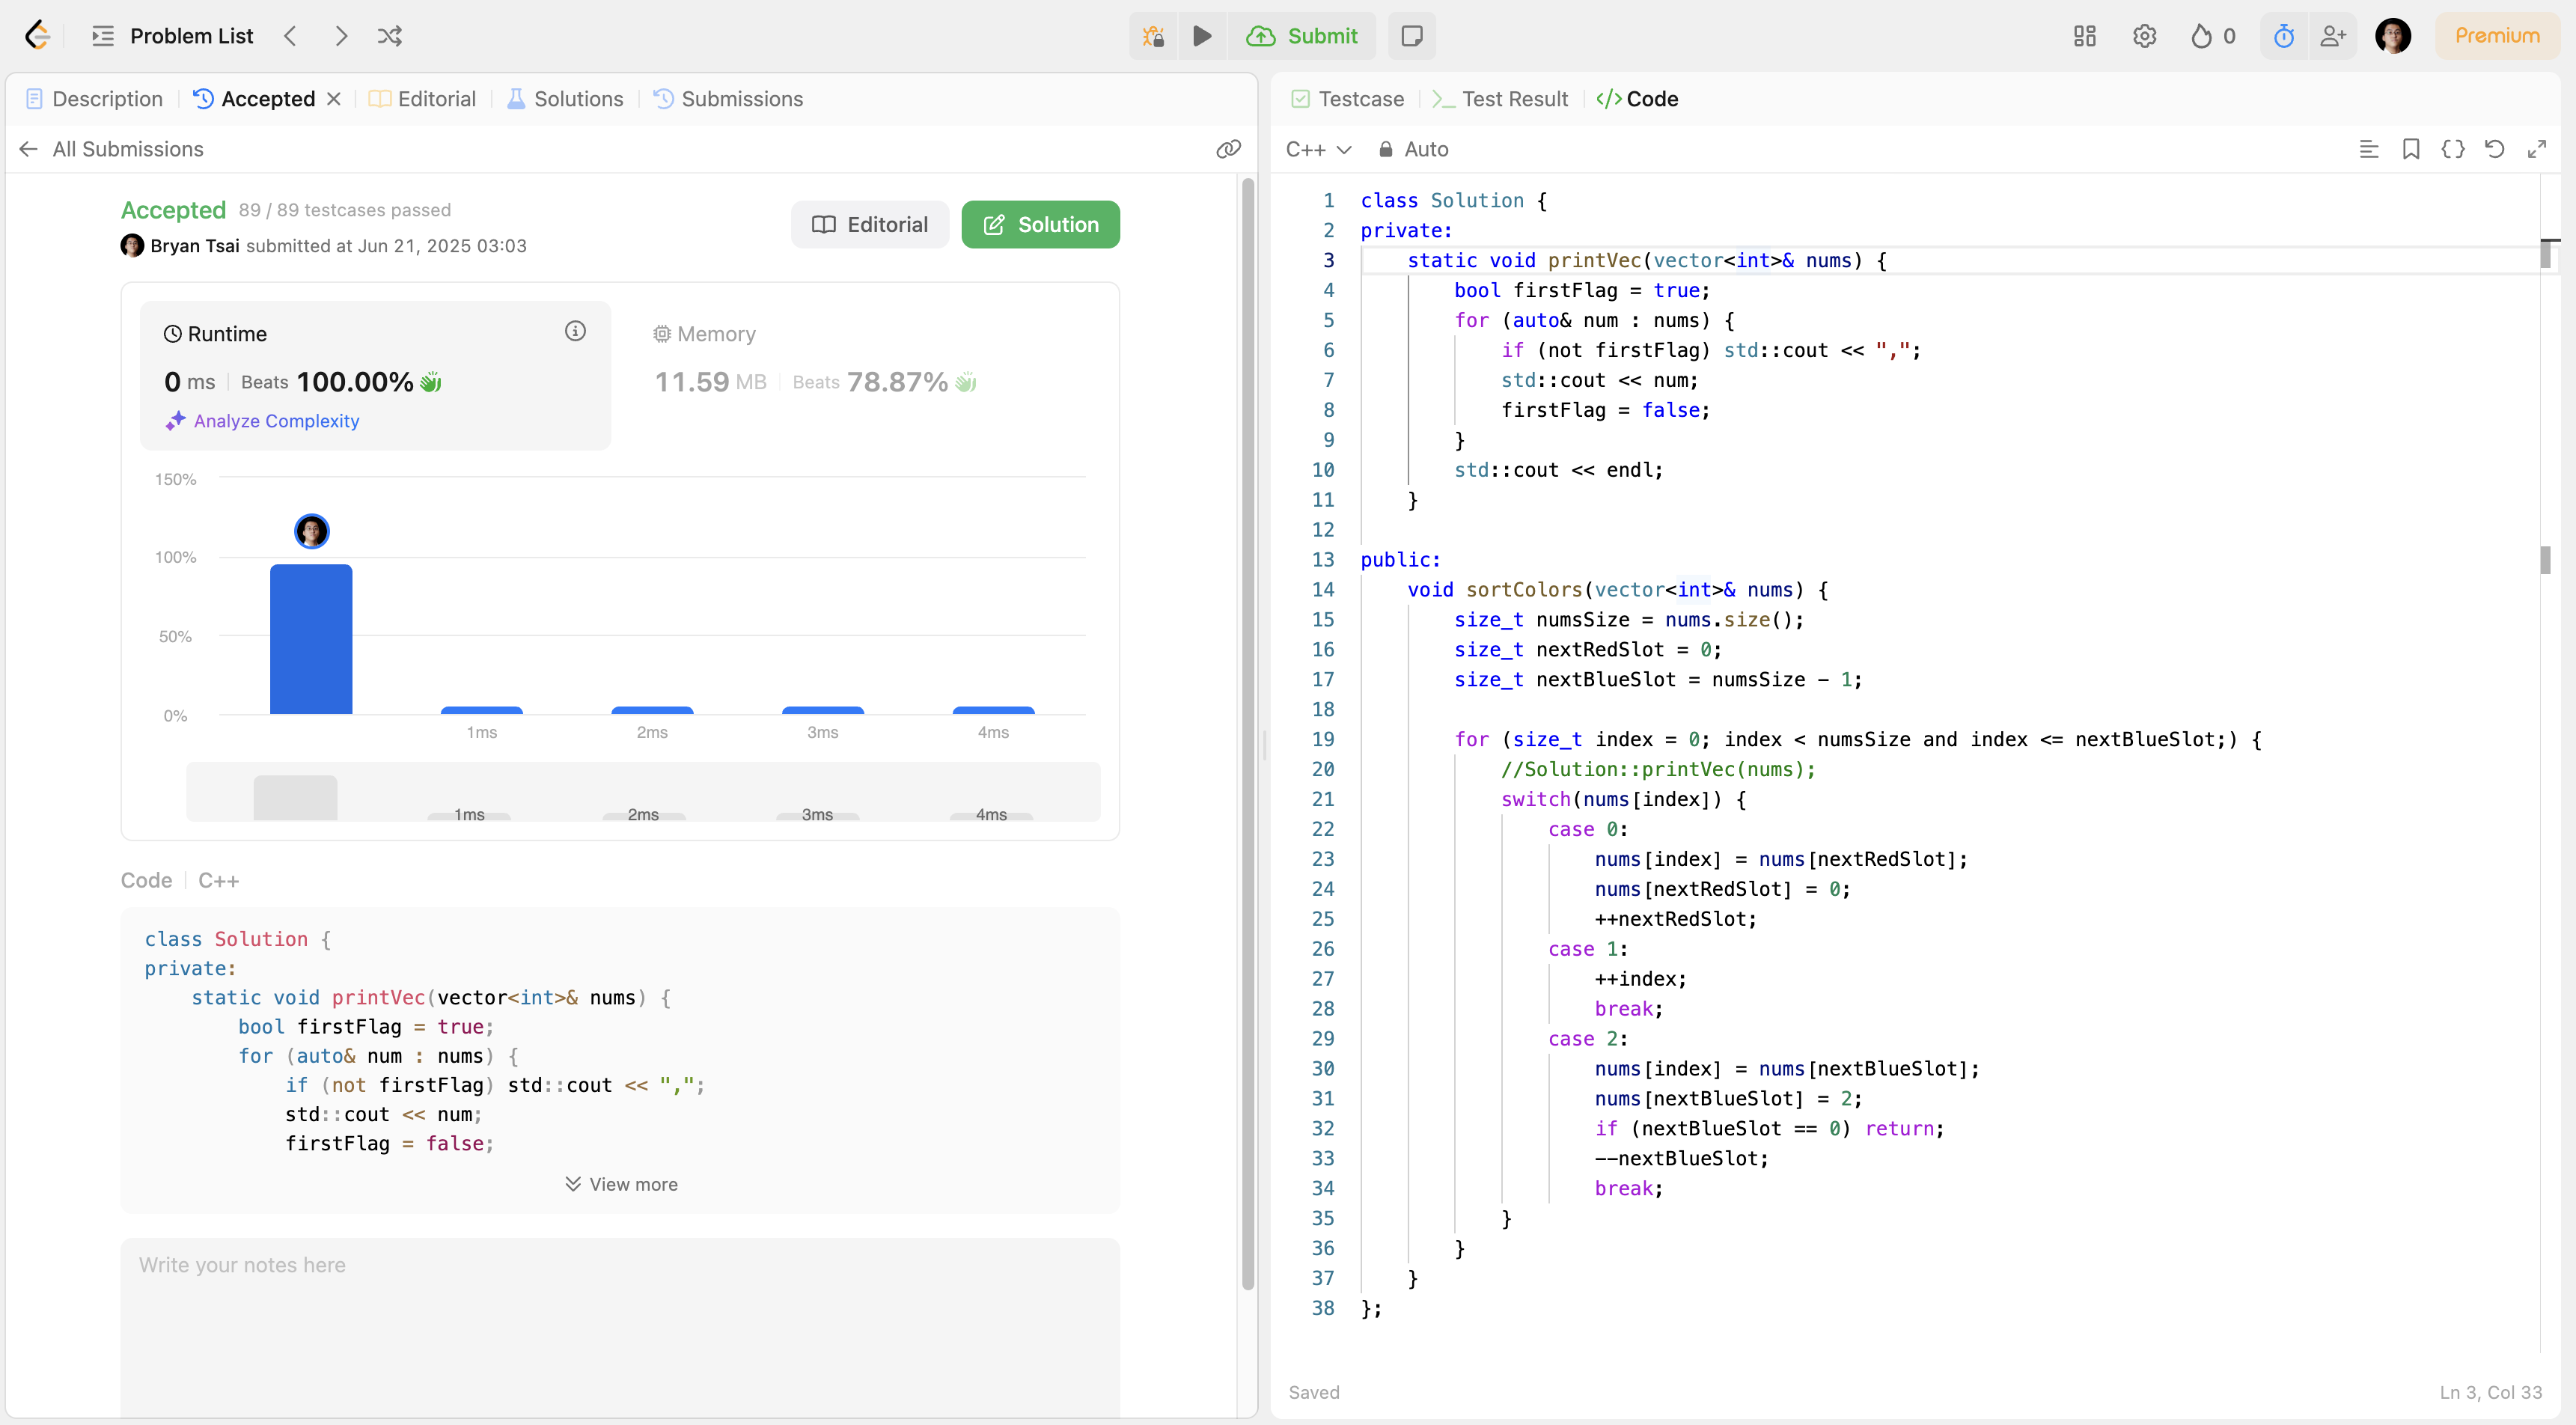 Problem List
Submit
0
Premium
Description
Accepted
Editorial
Solutions
Submissions
All Submissions
Accepted 89 / 89 testcases passed
Bryan Tsai submitted at Jun 21, 2025 03:03
Editorial
Solution
Runtime
0 ms Beats 100.00%
Analyze Complexity
Memory
11.59 MB Beats 78.87%
150%
100%
50%
0%
1ms 2ms 3ms 4ms
1ms 2ms 3ms 4ms
Code C++
class Solution {
private:
    static void printVec(vector<int>& nums) {
        bool firstFlag = true;
        for (auto& num : nums) {
            if (not firstFlag) std::cout << ",";
            std::cout << num;
            firstFlag = false;
View more
Write your notes here
Testcase
Test Result
</> Code
C++ Auto
1 class Solution {
2 private:
3     static void printVec(vector<int>& nums) {
4         bool firstFlag = true;
5         for (auto& num : nums) {
6             if (not firstFlag) std::cout << ",";
7             std::cout << num;
8             firstFlag = false;
9         }
10         std::cout << endl;
11     }
12
13 public:
14     void sortColors(vector<int>& nums) {
15         size_t numsSize = nums.size();
16         size_t nextRedSlot = 0;
17         size_t nextBlueSlot = numsSize - 1;
18
19         for (size_t index = 0; index < numsSize and index <= nextBlueSlot;) {
20             //Solution::printVec(nums);
21             switch(nums[index]) {
22                 case 0:
23                     nums[index] = nums[nextRedSlot];
24                     nums[nextRedSlot] = 0;
25                     ++nextRedSlot;
26                 case 1:
27                     ++index;
28                     break;
29                 case 2:
30                     nums[index] = nums[nextBlueSlot];
31                     nums[nextBlueSlot] = 2;
32                     if (nextBlueSlot == 0) return;
33                     --nextBlueSlot;
34                     break;
35             }
36         }
37     }
38 };
Saved
Ln 3, Col 33